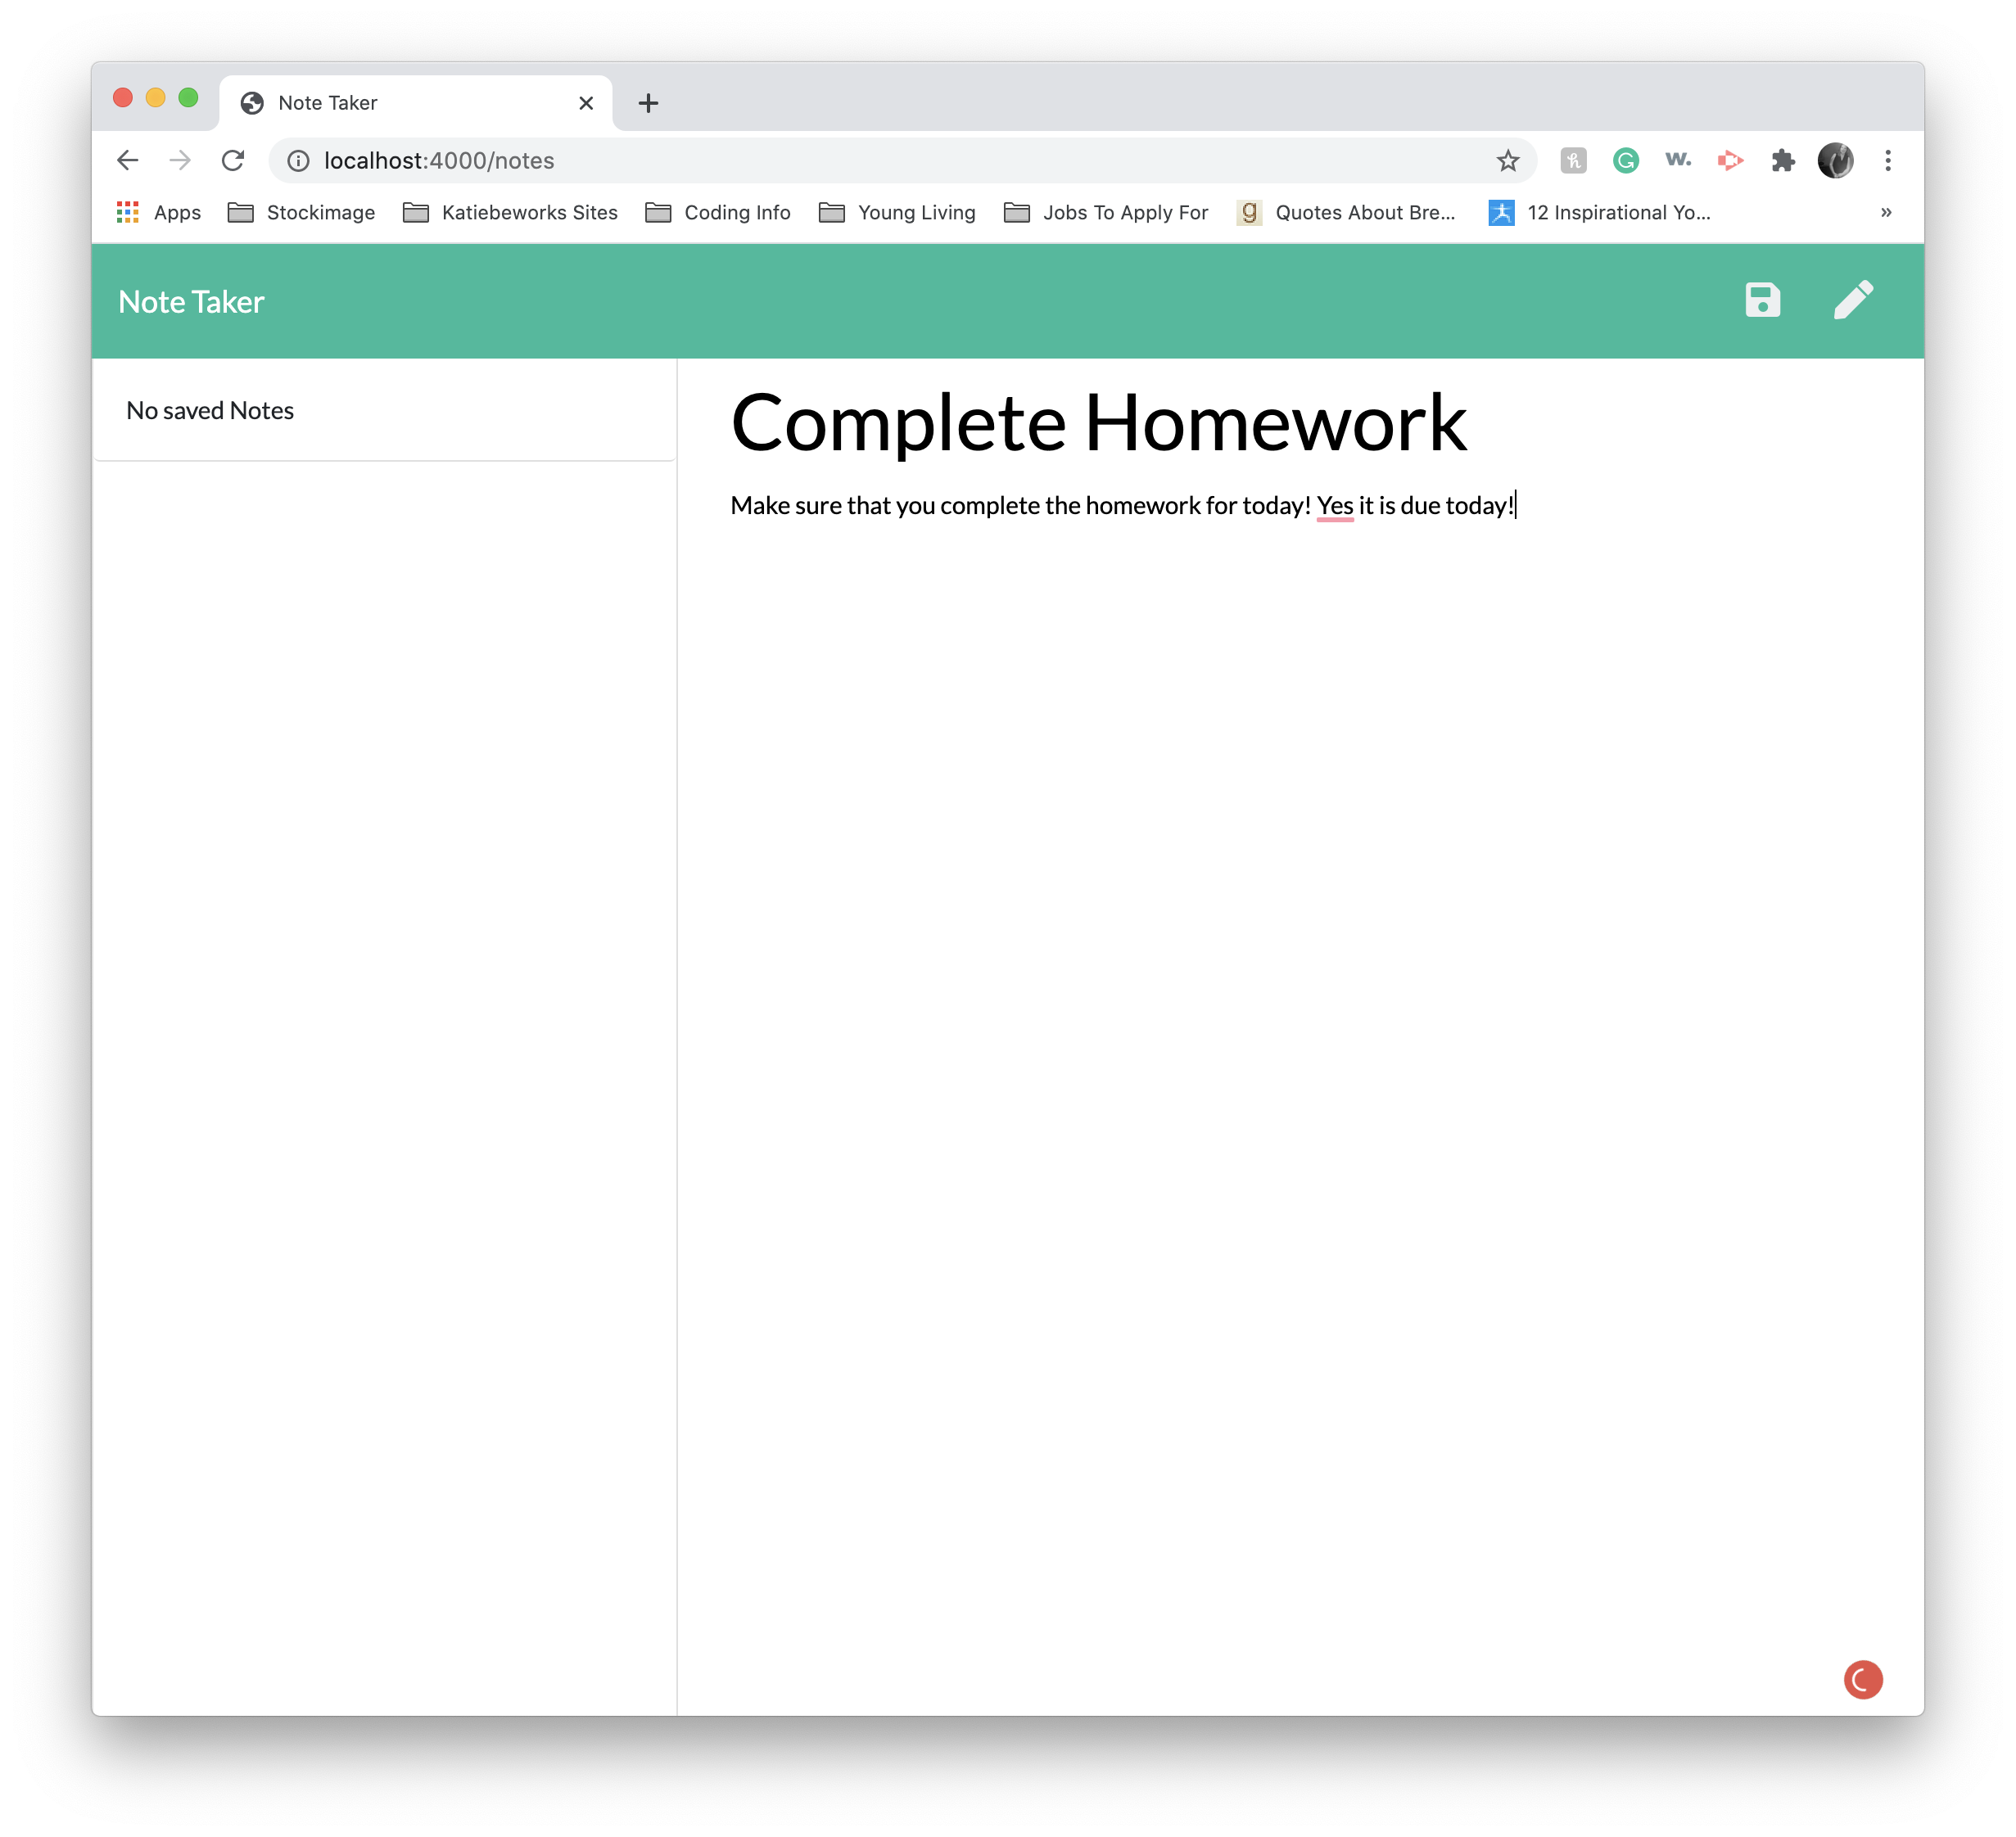 Note Taker
localhost:4000/notes
w.
Apps Stockimage Katiebeworks Sites Coding Info Young Living Jobs To Apply For g Quotes About Bre... 12 Inspirational Yo... »
Note Taker
No saved Notes
Complete Homework
Make sure that you complete the homework for today! Yes it is due today!